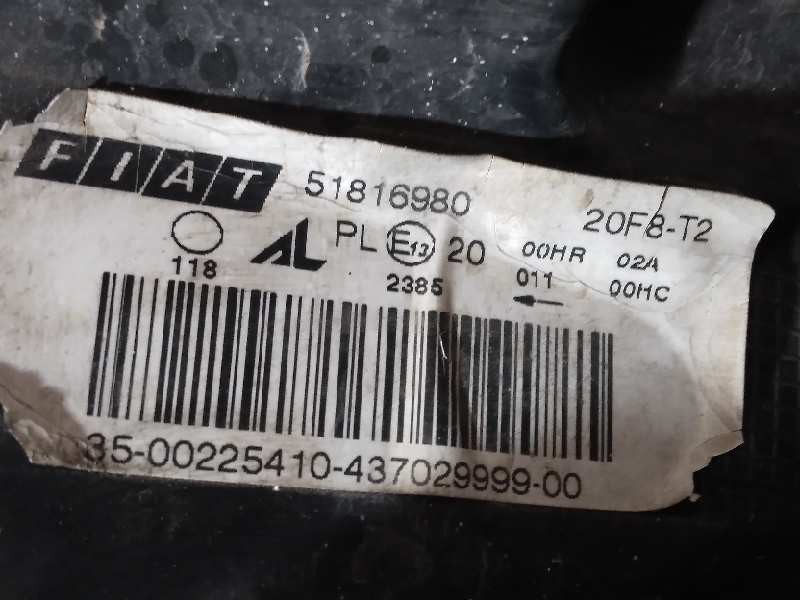 FIAT 51816980 20F8-T2
PL E13 20 00HR 02A
118 2385 011 00HC
35-00225410-437029999-00